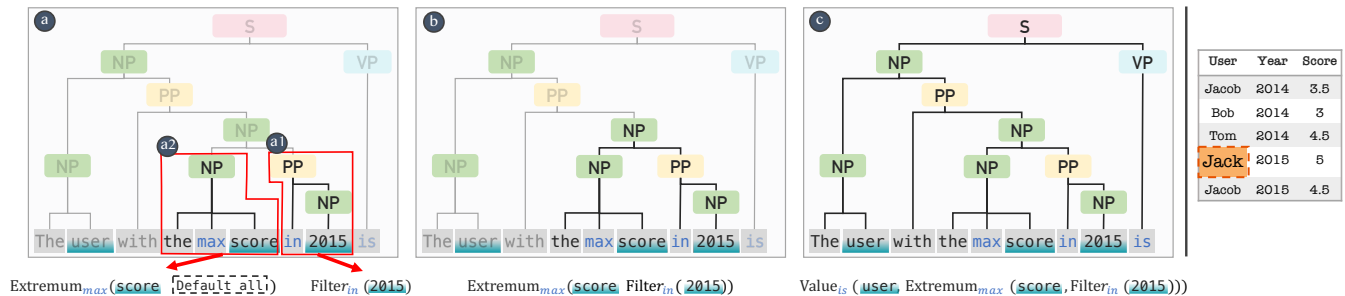 a
S
NP
VP
PP
NP
a2
a1
NP
NP
PP
NP
The user with the max score in 2015 is
Extremum max (score Default all)
Filter in (2015)
b
S
NP
VP
PP
NP
NP
NP
PP
NP
The user with the max score in 2015 is
Extremum max (score Filter in (2015))
c
S
NP
VP
PP
NP
NP
NP
PP
NP
The user with the max score in 2015 is
Value is (user, Extremum max (score, Filter in (2015)))
User Year Score
Jacob 2014 3.5
Bob 2014 3
Tom 2014 4.5
Jack 2015 5
Jacob 2015 4.5